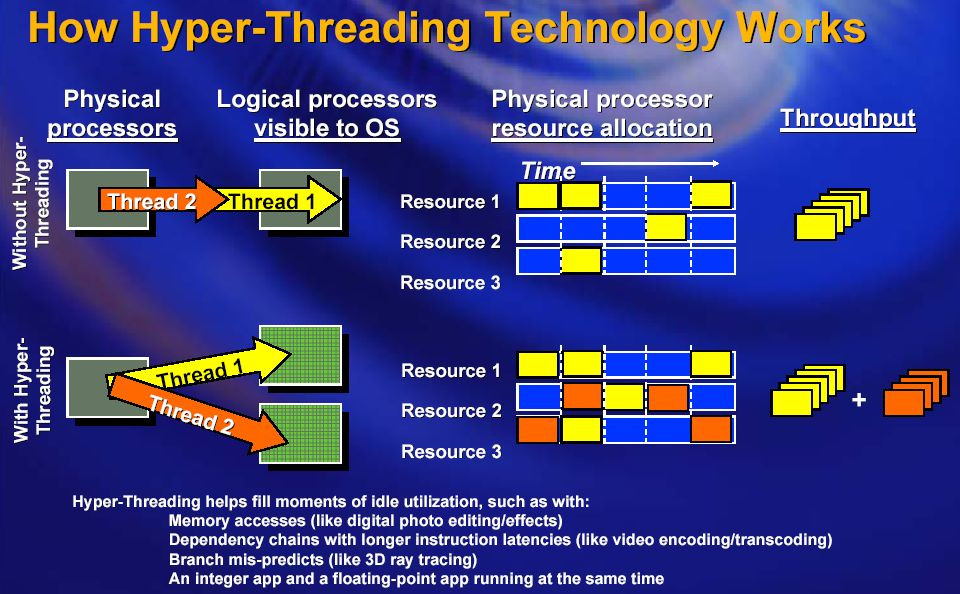 How Hyper-Threading Technology Works
Physical
processors
Logical processors
visible to OS
Physical processor
resource allocation
Throughput
Without Hyper-
Threading
Thread 2
Thread 1
Time
Resource 1
Resource 2
Resource 3
With Hyper-
Threading
Thread 1
Thread 2
Resource 1
Resource 2
Resource 3
+
Hyper-Threading helps fill moments of idle utilization, such as with:
Memory accesses (like digital photo editing/effects)
Dependency chains with longer instruction latencies (like video encoding/transcoding)
Branch mis-predicts (like 3D ray tracing)
An integer app and a floating-point app running at the same time